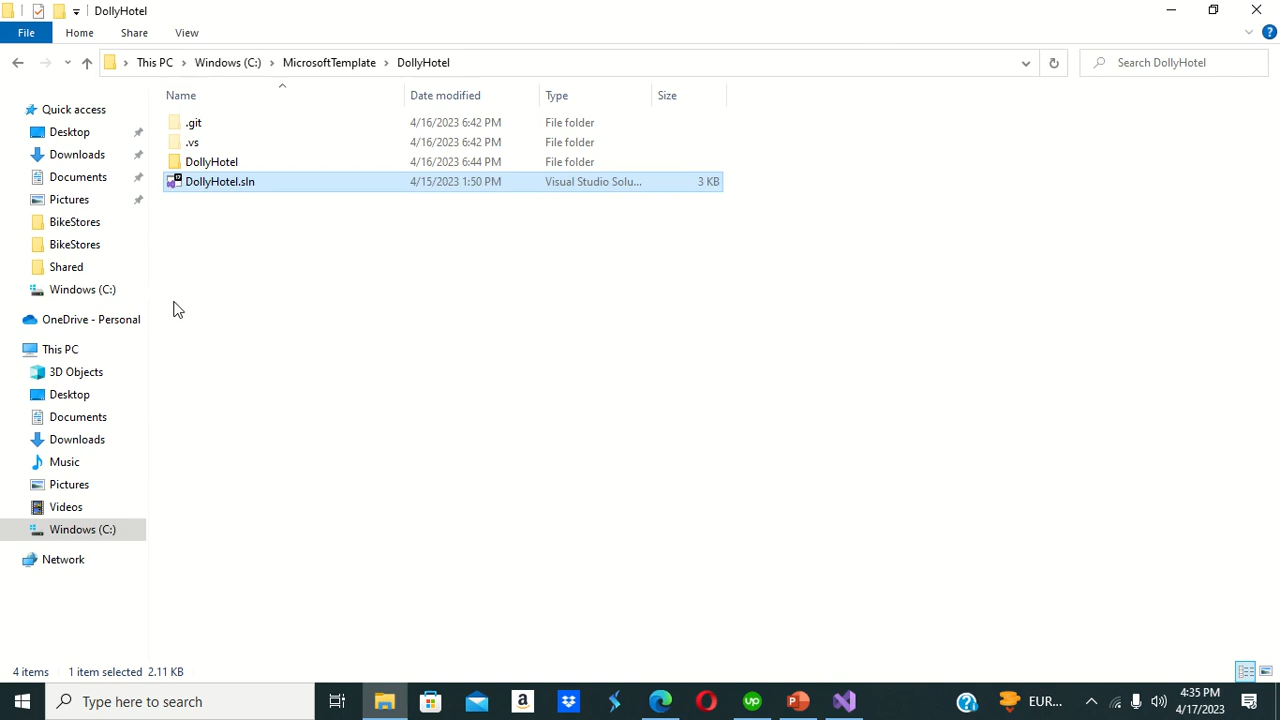 DollyHotel
File Home Share View
This PC Windows (C:) MicrosoftTemplate DollyHotel Search DollyHotel
Name Date modified Type Size
.git 4/16/2023 6:42 PM File folder
.vs 4/16/2023 6:42 PM File folder
DollyHotel 4/16/2023 6:44 PM File folder
DollyHotel.sln 4/15/2023 1:50 PM Visual Studio Solu... 3 KB
Quick access
Desktop
Downloads
Documents
Pictures
BikeStores
BikeStores
Shared
Windows (C:)
OneDrive - Personal
This PC
3D Objects
Desktop
Documents
Downloads
Music
Pictures
Videos
Windows (C:)
Network
4 items 1 item selected 2.11 KB
Type here to search
EUR...
4:35 PM
4/17/2023